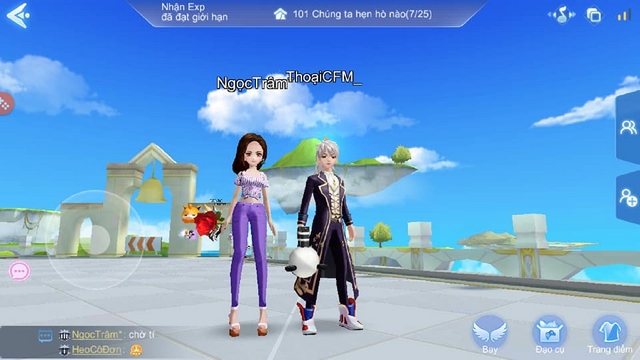 Nhận Exp
đã đạt giới hạn
101 Chúng ta hẹn hò nào(7/25)
NgọcTrâm
ThoạiCFM_
NgọcTrâm*: chờ tí
HeoCôĐơn:
Bay
Đạo cụ
Trang điểm